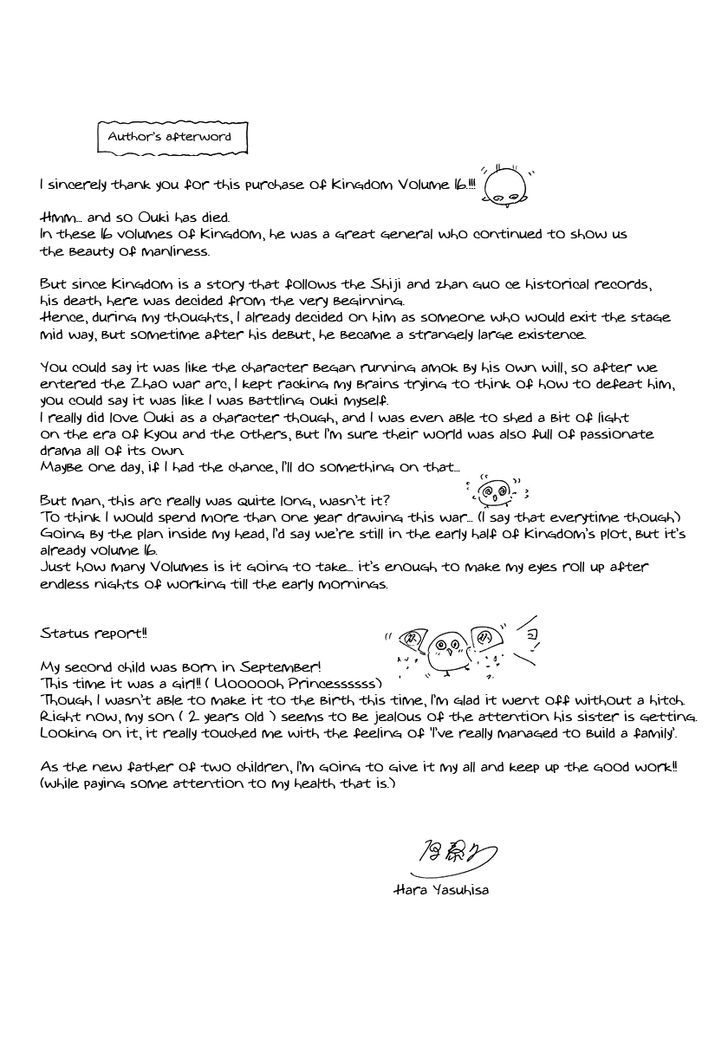 Author's afterword
I sincerely thank you for this purchase of Kingdom Volume 16.!!!
Hmm... and so Ouki has died.
In these 16 volumes of Kingdom, he was a great general who continued to show us
the beauty of manliness.
But since Kingdom is a story that follows the Shiji and zhan guo ce historical records,
his death here was decided from the very beginning.
Hence, during my thoughts, I already decided on him as someone who would exit the stage
mid way, but sometime after his debut, he became a strangely large existence.
You could say it was like the character began running amok by his own will, so after we
entered the Zhao war arc, I kept racking my brains trying to think of how to defeat him,
you could say it was like I was battling Ouki myself.
I really did love Ouki as a character though, and I was even able to shed a bit of light
on the era of Kyou and the others, but I'm sure their world was also full of passionate
drama all of its own.
Maybe one day, if I had the chance, I'll do something on that...
But man, this arc really was quite long, wasn't it?
To think I would spend more than one year drawing this war... (I say that everytime though)
Going by the plan inside my head, I'd say we're still in the early half of Kingdom's plot, but it's
already volume 16.
Just how many Volumes is it going to take... it's enough to make my eyes roll up after
endless nights of working till the early mornings.
Status report!!
My second child was born in September!
This time it was a girl!! ( Uoooooh Princessssss)
Though I wasn't able to make it to the birth this time, I'm glad it went off without a hitch.
Right now, my son ( 2 years old ) seems to be jealous of the attention his sister is getting.
Looking on it, it really touched me with the feeling of 'I've really managed to build a family'.
As the new father of two children, I'm going to give it my all and keep up the good work!!
(while paying some attention to my health that is.)
原泰久
Hara Yasuhisa